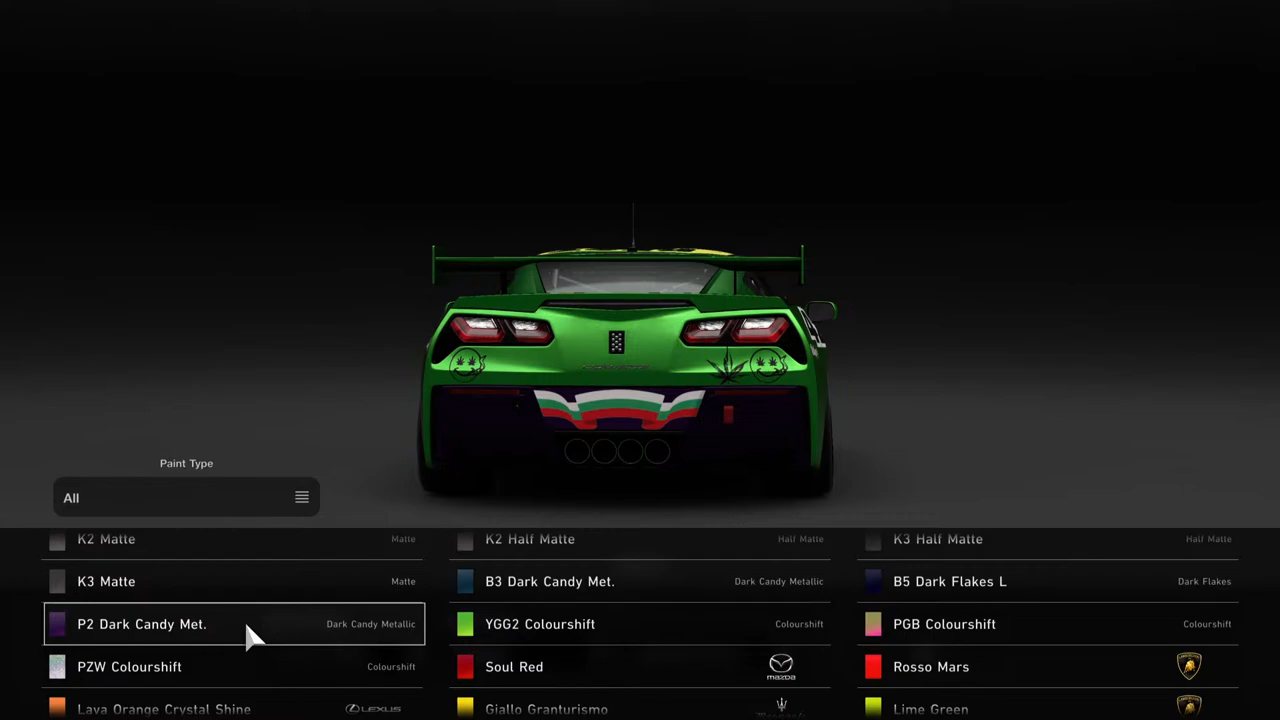 Paint Type
All
K2 Matte Matte
K2 Half Matte Half Matte
K3 Half Matte Half Matte
K3 Matte Matte
B3 Dark Candy Met. Dark Candy Metallic
B5 Dark Flakes L Dark Flakes
P2 Dark Candy Met. Dark Candy Metallic
YGG2 Colourshift Colourshift
PGB Colourshift Colourshift
PZW Colourshift Colourshift
Soul Red mazda
Rosso Mars
Lava Orange Crystal Shine LEXUS
Giallo Granturismo
Lime Green